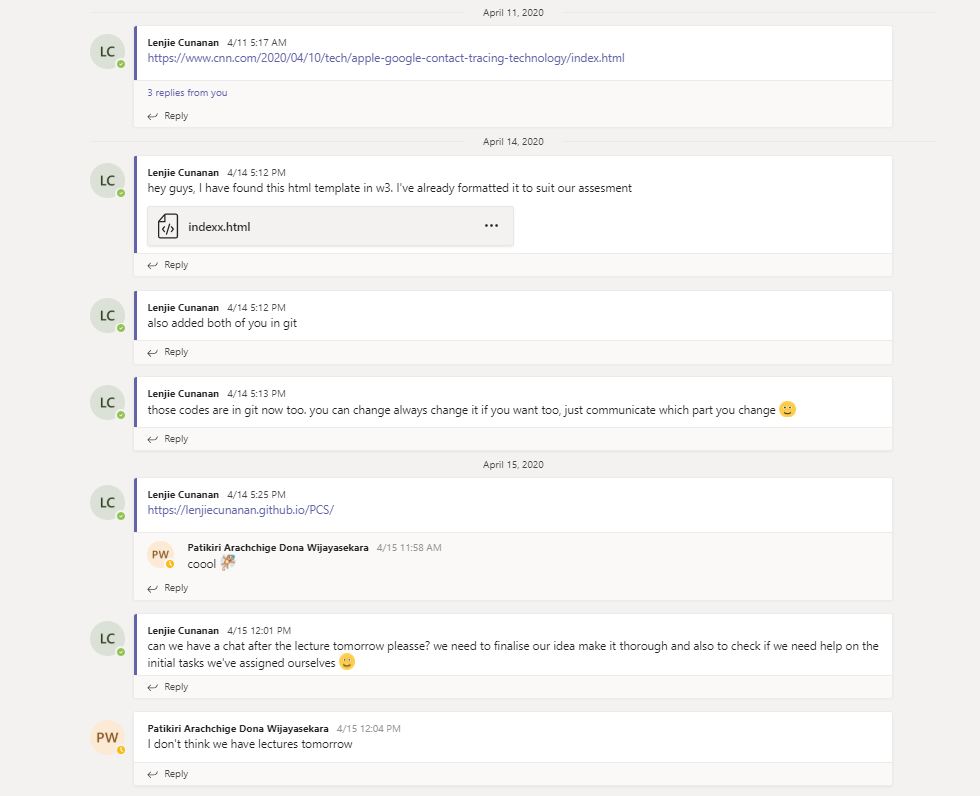 April 11, 2020
LC
Lenjie Cunanan 4/11 5:17 AM
https://www.cnn.com/2020/04/10/tech/apple-google-contact-tracing-technology/index.html
3 replies from you
Reply
April 14, 2020
LC
Lenjie Cunanan 4/14 5:12 PM
hey guys, I have found this html template in w3. I've already formatted it to suit our assesment
indexx.html
Reply
LC
Lenjie Cunanan 4/14 5:12 PM
also added both of you in git
Reply
LC
Lenjie Cunanan 4/14 5:13 PM
those codes are in git now too. you can change always change it if you want too, just communicate which part you change
Reply
April 15, 2020
LC
Lenjie Cunanan 4/14 5:25 PM
https://lenjiecunanan.github.io/PCS/
PW
Patikiri Arachchige Dona Wijayasekara 4/15 11:58 AM
coool
Reply
LC
Lenjie Cunanan 4/15 12:01 PM
can we have a chat after the lecture tomorrow pleasse? we need to finalise our idea make it thorough and also to check if we need help on the
initial tasks we've assigned ourselves
Reply
PW
Patikiri Arachchige Dona Wijayasekara 4/15 12:04 PM
I don't think we have lectures tomorrow
Reply